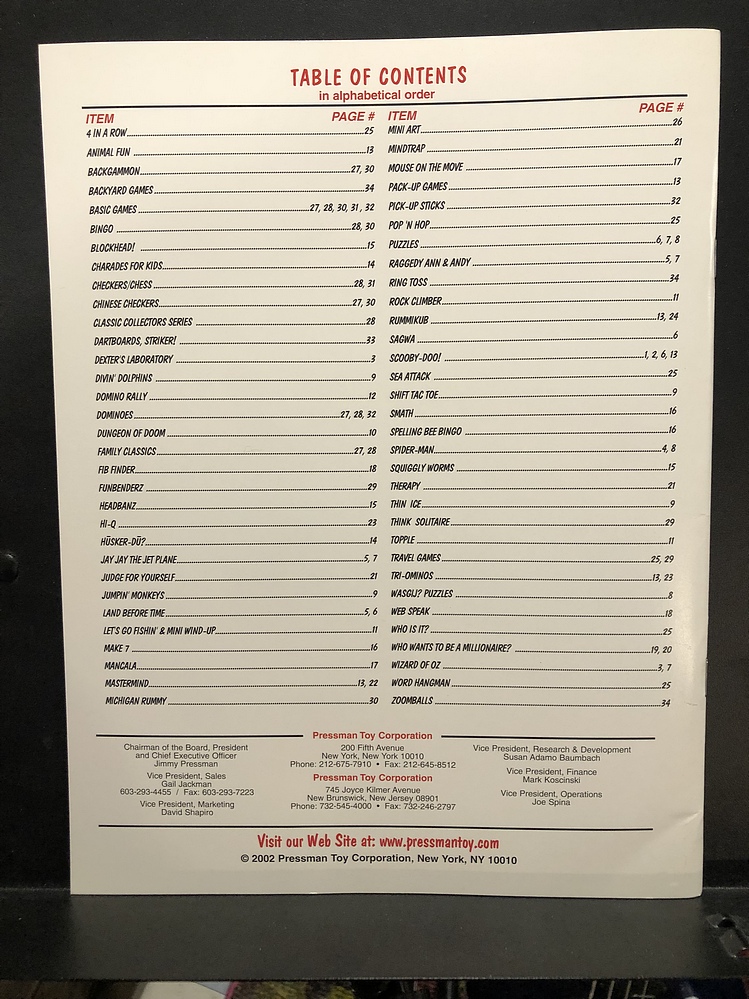 TABLE OF CONTENTS
in alphabetical order
ITEM PAGE #
4 IN A ROW 25
ANIMAL FUN 13
BACKGAMMON 27, 30
BACKYARD GAMES 34
BASIC GAMES 27, 28, 30, 31, 32
BINGO 28, 30
BLOCKHEAD! 15
CHARADES FOR KIDS 14
CHECKERS/CHESS 28, 31
CHINESE CHECKERS 27, 30
CLASSIC COLLECTORS SERIES 28
DARTBOARDS, STRIKER! 33
DEXTER'S LABORATORY 3
DIVIN' DOLPHINS 9
DOMINO RALLY 12
DOMINOES 27, 28, 32
DUNGEON OF DOOM 10
FAMILY CLASSICS 27, 28
FIB FINDER 18
FUNBENDERZ 29
HEADBANZ 15
HI-Q 23
HÜSKER-DÜ? 14
JAY JAY THE JET PLANE 5, 7
JUDGE FOR YOURSELF 21
JUMPIN' MONKEYS 9
LAND BEFORE TIME 5, 6
LET'S GO FISHIN' & MINI WIND-UP 11
MAKE 7 16
MANCALA 17
MASTERMIND 13, 22
MICHIGAN RUMMY 30
ITEM PAGE #
MINI ART 26
MINDTRAP 21
MOUSE ON THE MOVE 17
PACK-UP GAMES 13
PICK-UP STICKS 32
POP 'N HOP 25
PUZZLES 6, 7, 8
RAGGEDY ANN & ANDY 5, 7
RING TOSS 34
ROCK CLIMBER 11
RUMMIKUB 13, 24
SAGWA 6
SCOOBY-DOO! 1, 2, 6, 13
SEA ATTACK 25
SHIFT TAC TOE 9
SMATH 16
SPELLING BEE BINGO 16
SPIDER-MAN 4, 8
SQUIGGLY WORMS 15
THERAPY 21
THIN ICE 9
THINK SOLITAIRE 29
TOPPLE 11
TRAVEL GAMES 25, 29
TRI-OMINOS 13, 23
WASGIJ? PUZZLES 8
WEB SPEAK 18
WHO IS IT? 25
WHO WANTS TO BE A MILLIONAIRE? 19, 20
WIZARD OF OZ 3, 7
WORD HANGMAN 25
ZOOMBALLS 34
Chairman of the Board, President
and Chief Executive Officer
Jimmy Pressman
Vice President, Sales
Gail Jackman
603-293-4455 / Fax: 603-293-7223
Vice President, Marketing
David Shapiro
Pressman Toy Corporation
200 Fifth Avenue
New York, New York 10010
Phone: 212-675-7910 • Fax: 212-645-8512
Pressman Toy Corporation
745 Joyce Kilmer Avenue
New Brunswick, New Jersey 08901
Phone: 732-545-4000 • Fax: 732-246-2797
Vice President, Research & Development
Susan Adamo Baumbach
Vice President, Finance
Mark Koscinski
Vice President, Operations
Joe Spina
Visit our Web Site at: www.pressmantoy.com
© 2002 Pressman Toy Corporation, New York, NY 10010